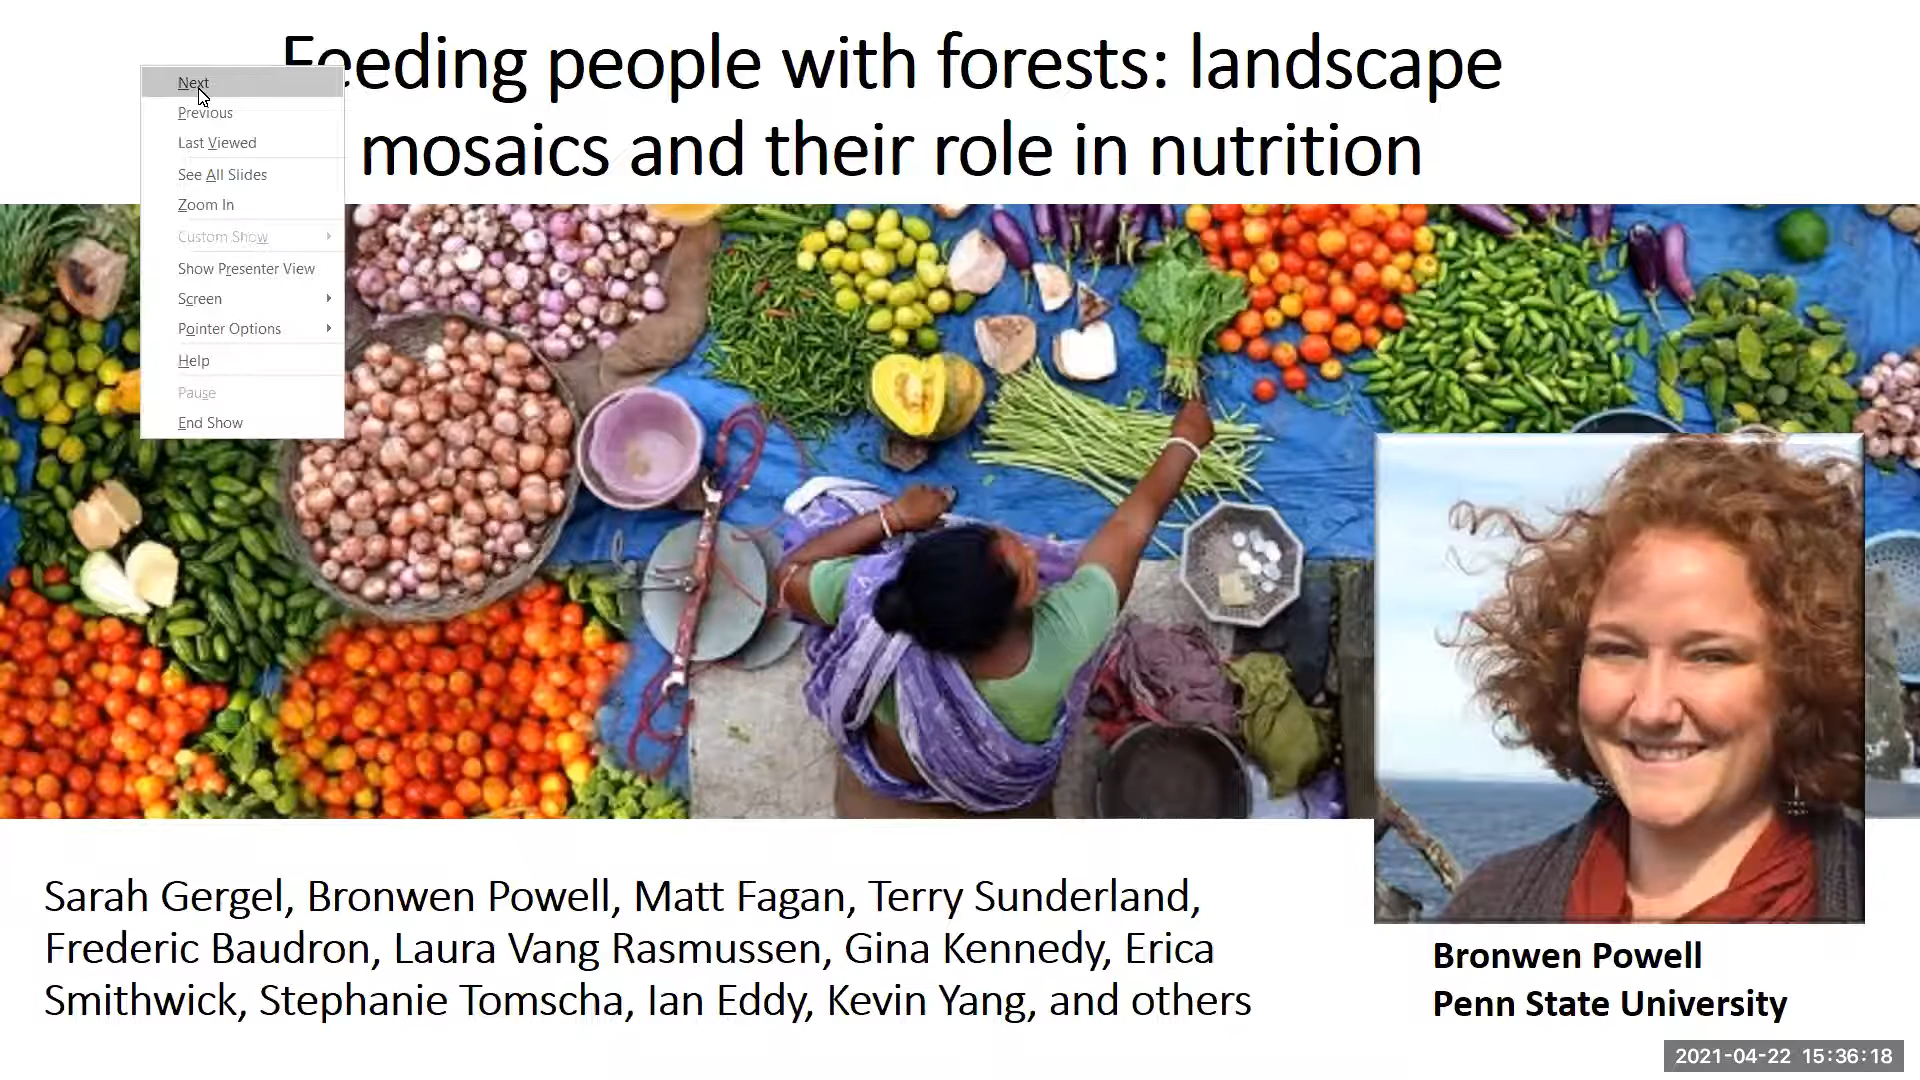 Feeding people with forests: landscape
mosaics and their role in nutrition
Next
Previous
Last Viewed
See All Slides
Zoom In
Custom Show
Show Presenter View
Screen
Pointer Options
Help
Pause
End Show
Sarah Gergel, Bronwen Powell, Matt Fagan, Terry Sunderland,
Frederic Baudron, Laura Vang Rasmussen, Gina Kennedy, Erica
Smithwick, Stephanie Tomscha, Ian Eddy, Kevin Yang, and others
Bronwen Powell
Penn State University
2021-04-22 15:36:18